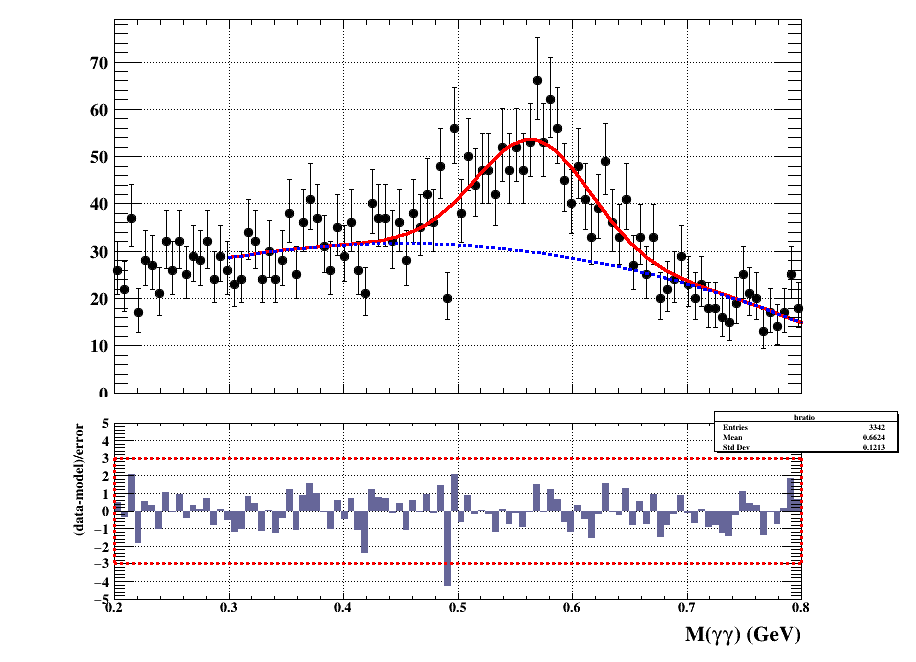 70
60
50
40
30
20
10
0
hratio
Entries 3342
Mean 0.6624
Std Dev 0.1213
(data-model)/error
5
4
3
2
1
0
−1
−2
−3
−4
−5
0.2 0.3 0.4 0.5 0.6 0.7 0.8
M(γγ) (GeV)